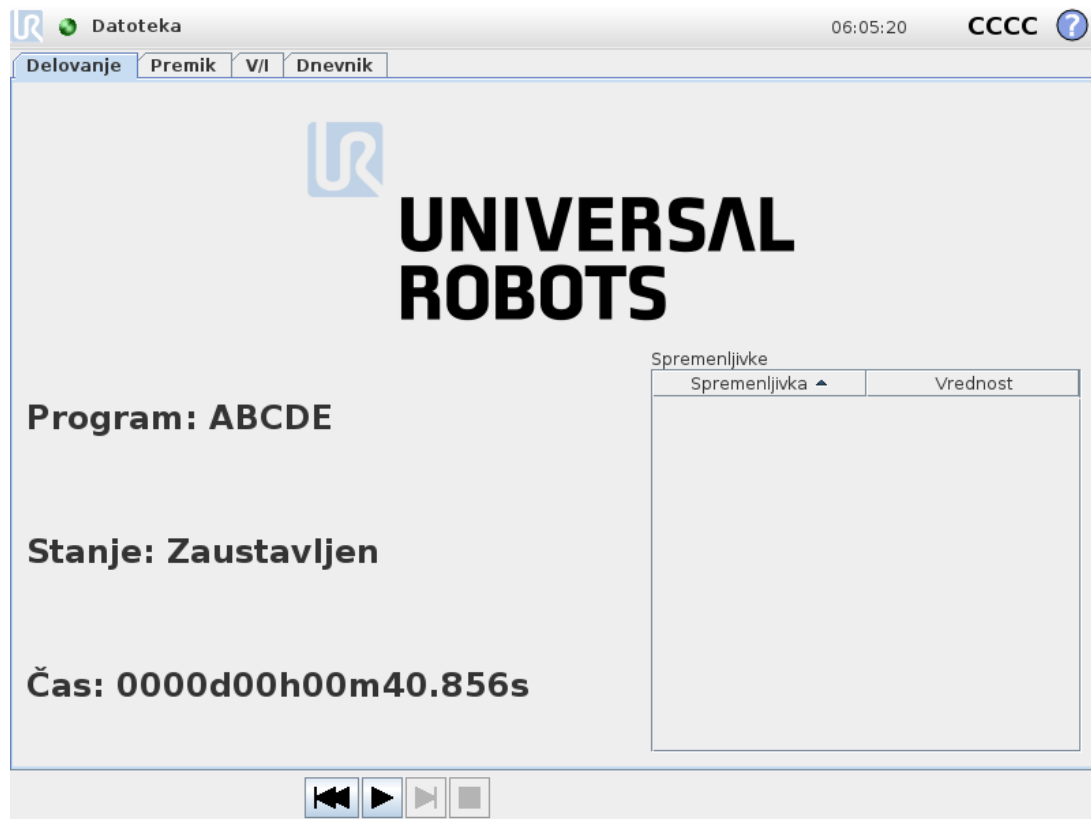 Datoteka 06:05:20 CCCC ?
Delovanje Premik V/I Dnevnik
UR
UNIVERSAL
ROBOTS
Spremenljivke
Spremenljivka Vrednost
Program: ABCDE
Stanje: Zaustavljen
Čas: 0000d00h00m40.856s